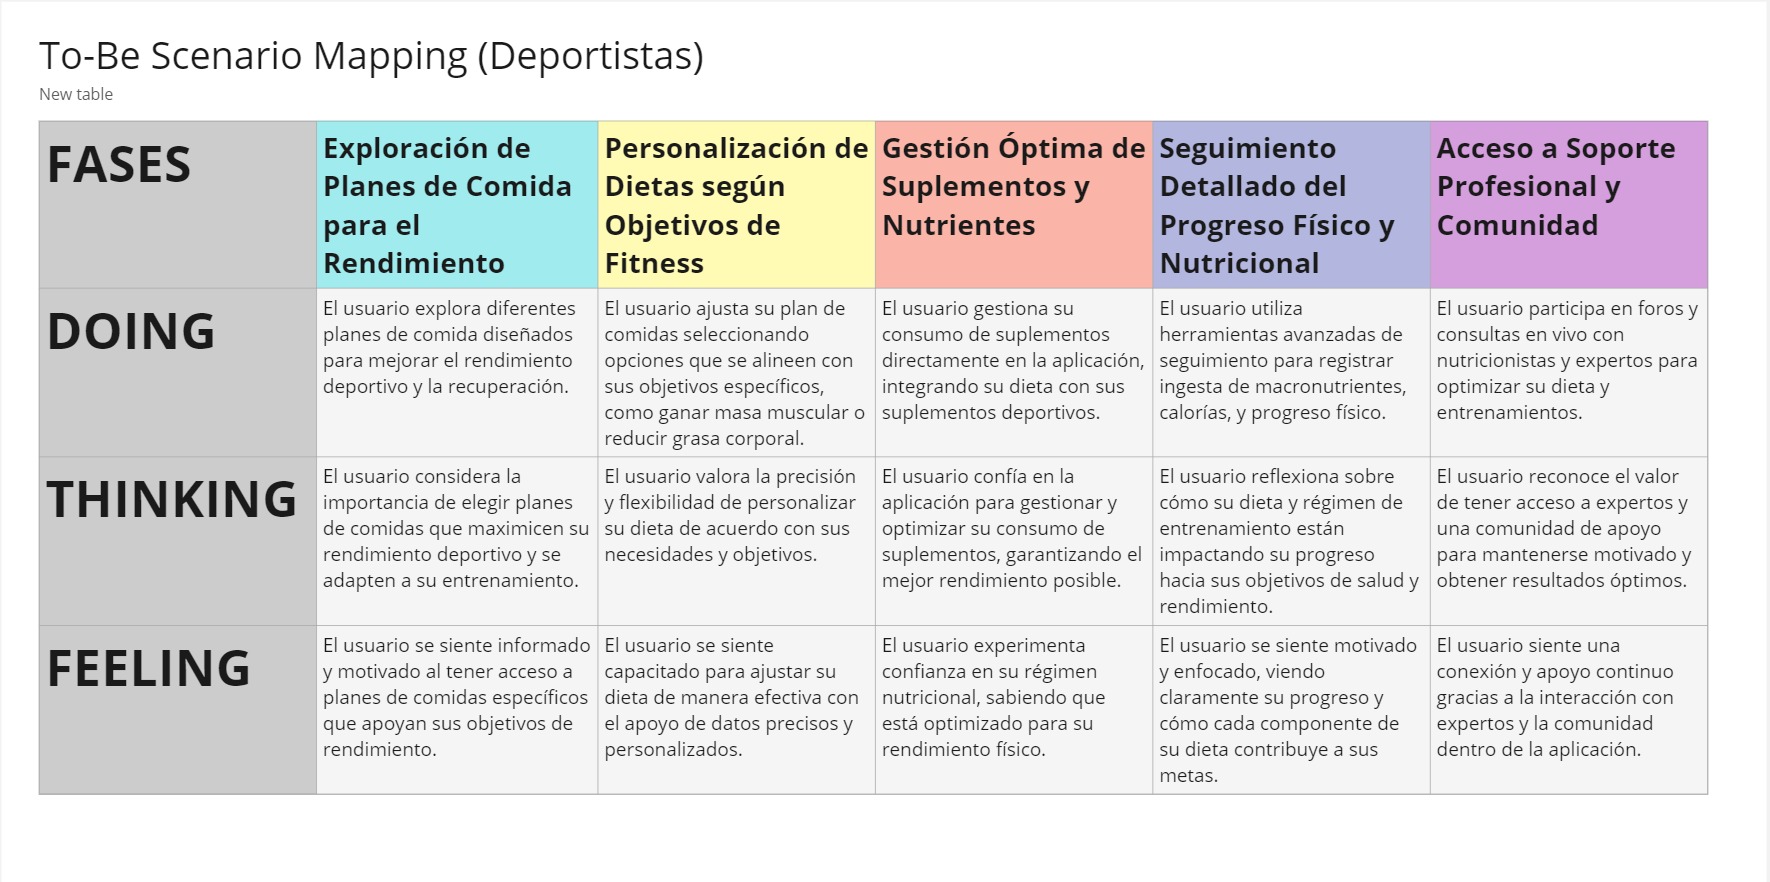 To-Be Scenario Mapping (Deportistas)
New table
FASES
Exploración de
Planes de Comida
para el
Rendimiento
Personalización de
Dietas según
Objetivos de
Fitness
Gestión Óptima de
Suplementos y
Nutrientes
Seguimiento
Detallado del
Progreso Físico y
Nutricional
Acceso a Soporte
Profesional y
Comunidad
DOING
El usuario explora diferentes
planes de comida diseñados
para mejorar el rendimiento
deportivo y la recuperación.
El usuario ajusta su plan de
comidas seleccionando
opciones que se alineen con
sus objetivos específicos,
como ganar masa muscular o
reducir grasa corporal.
El usuario gestiona su
consumo de suplementos
directamente en la aplicación,
integrando su dieta con sus
suplementos deportivos.
El usuario utiliza
herramientas avanzadas de
seguimiento para registrar
ingesta de macronutrientes,
calorías, y progreso físico.
El usuario participa en foros y
consultas en vivo con
nutricionistas y expertos para
optimizar su dieta y
entrenamientos.
THINKING
El usuario considera la
importancia de elegir planes
de comidas que maximicen su
rendimiento deportivo y se
adapten a su entrenamiento.
El usuario valora la precisión
y flexibilidad de personalizar
su dieta de acuerdo con sus
necesidades y objetivos.
El usuario confía en la
aplicación para gestionar y
optimizar su consumo de
suplementos, garantizando el
mejor rendimiento posible.
El usuario reflexiona sobre
cómo su dieta y régimen de
entrenamiento están
impactando su progreso
hacia sus objetivos de salud y
rendimiento.
El usuario reconoce el valor
de tener acceso a expertos y
una comunidad de apoyo
para mantenerse motivado y
obtener resultados óptimos.
FEELING
El usuario se siente informado
y motivado al tener acceso a
planes de comidas específicos
que apoyan sus objetivos de
rendimiento.
El usuario se siente
capacitado para ajustar su
dieta de manera efectiva con
el apoyo de datos precisos y
personalizados.
El usuario experimenta
confianza en su régimen
nutricional, sabiendo que
está optimizado para su
rendimiento físico.
El usuario se siente motivado
y enfocado, viendo
claramente su progreso y
cómo cada componente de
su dieta contribuye a sus
metas.
El usuario siente una
conexión y apoyo continuo
gracias a la interacción con
expertos y la comunidad
dentro de la aplicación.